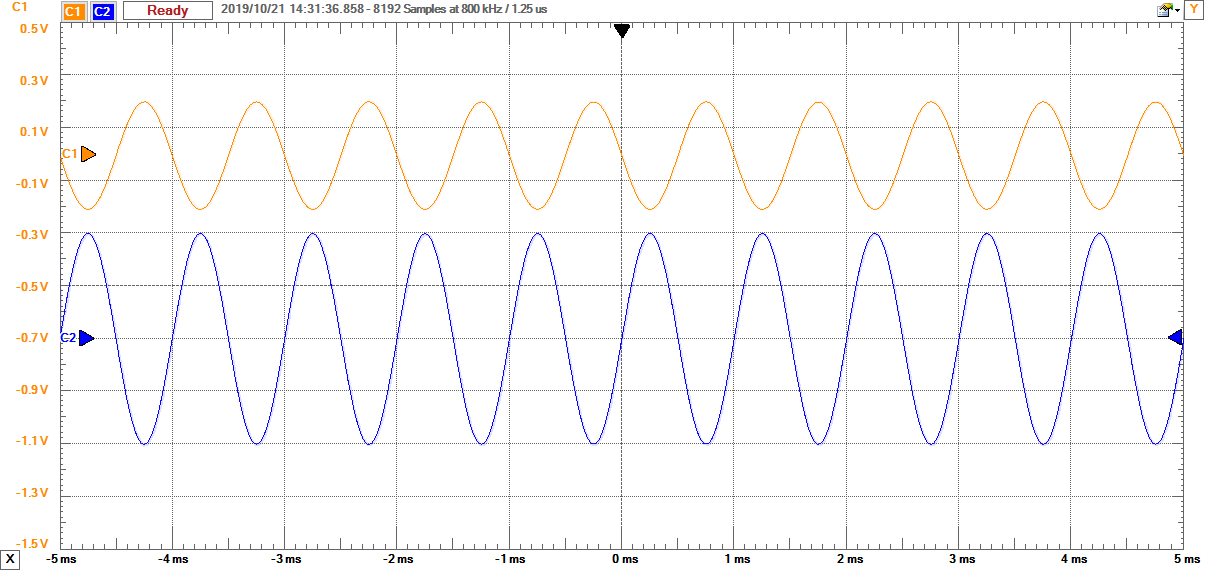 C1
C1 C2 Ready 2019/10/21 14:31:36.858 - 8192 Samples at 800 kHz / 1.25 us Y
0.5 V
0.3 V
0.1 V
C1
-0.1 V
-0.3 V
-0.5 V
-0.7 V C2
-0.9 V
-1.1 V
-1.3 V
-1.5 V
X -5 ms -4 ms -3 ms -2 ms -1 ms 0 ms 1 ms 2 ms 3 ms 4 ms 5 ms